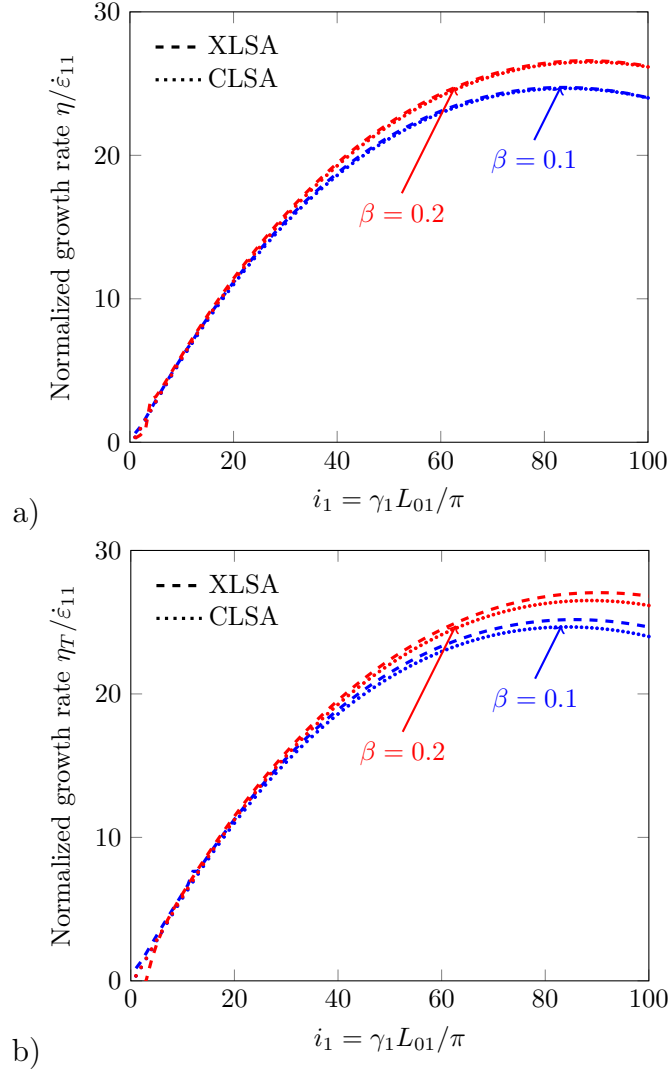 30
XLSA
CLSA
20
β = 0.1
β = 0.2
10
0
0 20 40 60 80 100
Normalized growth rate η/ε̇₁₁
i₁ = γ₁L₀₁/π
a)
30
XLSA
CLSA
20
β = 0.1
β = 0.2
10
0
0 20 40 60 80 100
Normalized growth rate η_T/ε̇₁₁
i₁ = γ₁L₀₁/π
b)